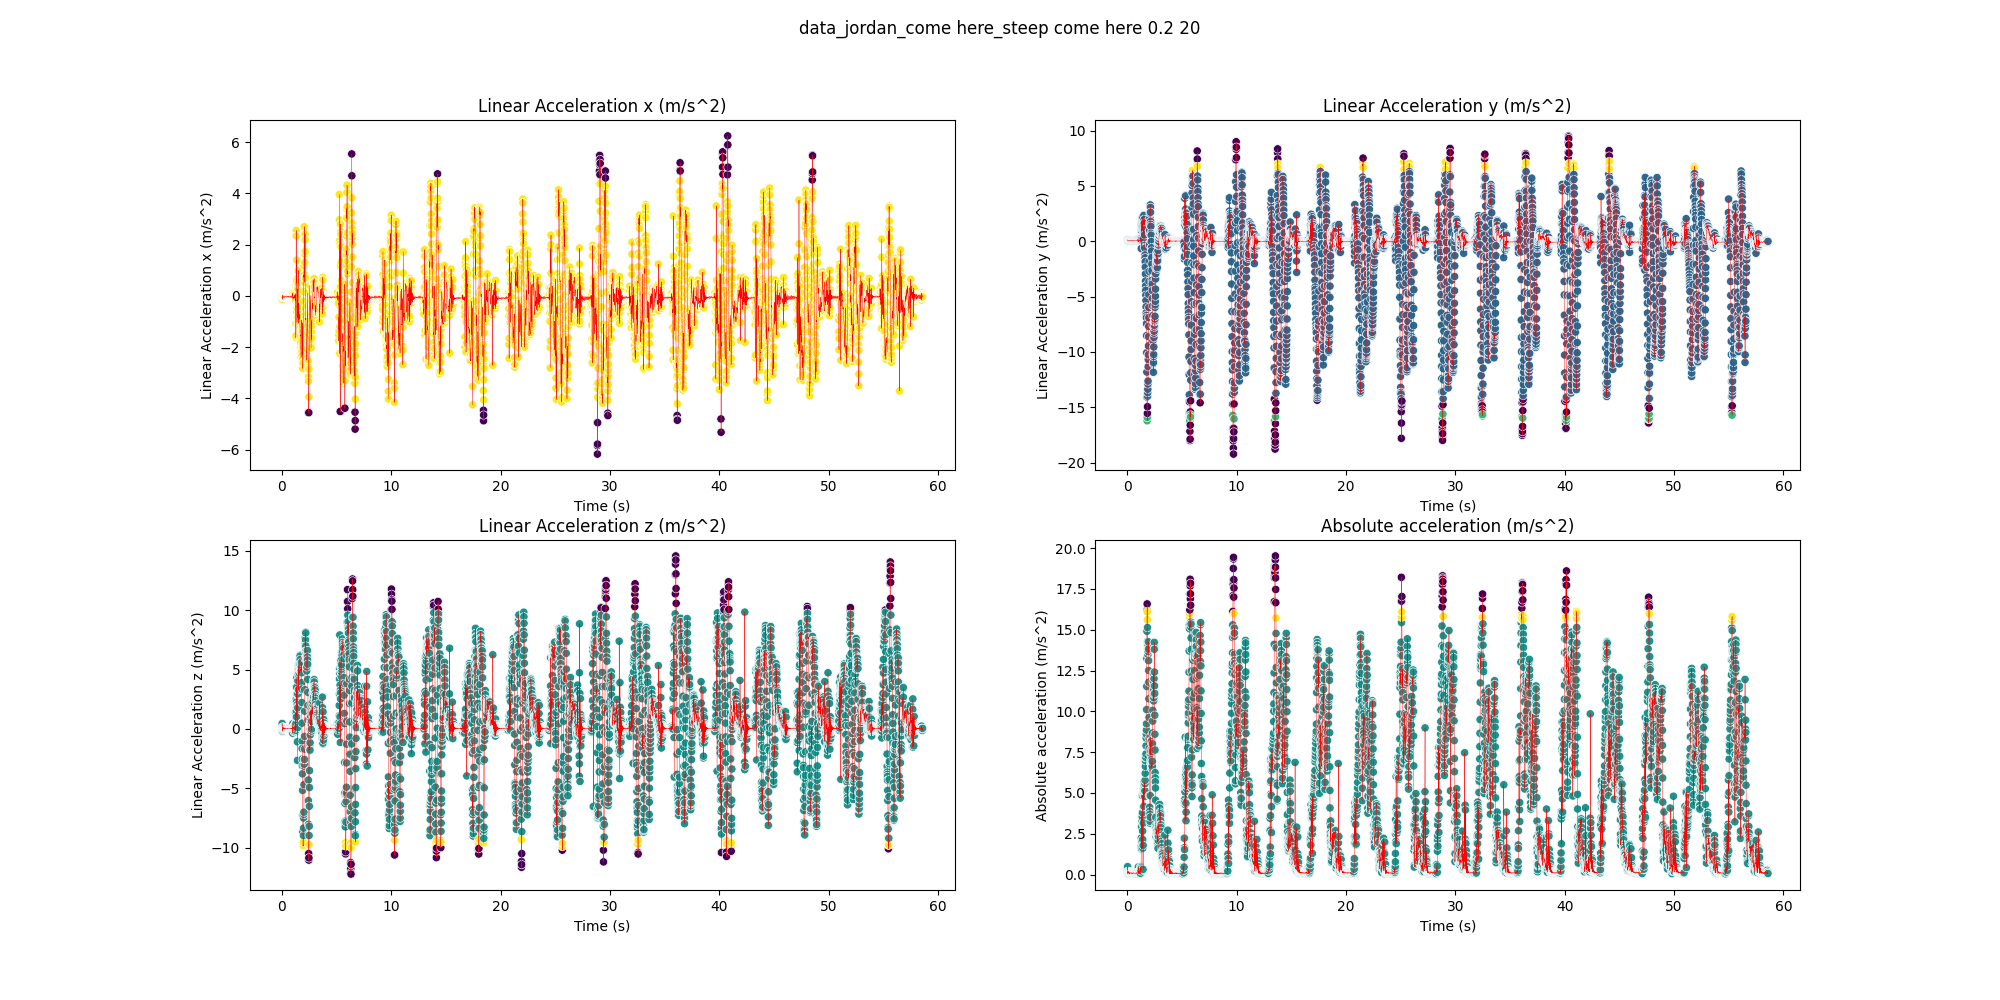 data_jordan_come here_steep come here 0.2 20
Linear Acceleration x (m/s^2)
Linear Acceleration x (m/s^2)
6
4
2
0
−2
−4
−6
0 10 20 30 40 50 60
Time (s)
Linear Acceleration y (m/s^2)
Linear Acceleration y (m/s^2)
10
5
0
−5
−10
−15
−20
0 10 20 30 40 50 60
Time (s)
Linear Acceleration z (m/s^2)
Linear Acceleration z (m/s^2)
15
10
5
0
−5
−10
0 10 20 30 40 50 60
Time (s)
Absolute acceleration (m/s^2)
Absolute acceleration (m/s^2)
20.0
17.5
15.0
12.5
10.0
7.5
5.0
2.5
0.0
0 10 20 30 40 50 60
Time (s)